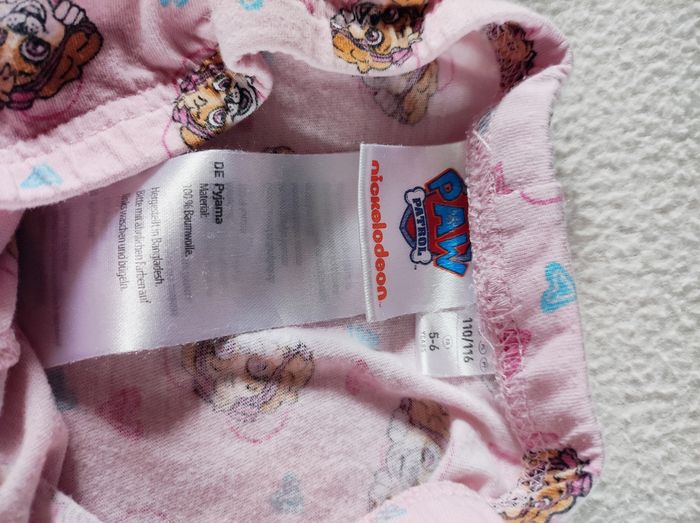 PAW
PATROL
nickelodeon
110/116
5-6
DE Pyjama
Material:
100 % Baumwolle.
Hergestellt in Bangladesh.
Bitte mit ähnlichen Farben auf
links waschen und bügeln.